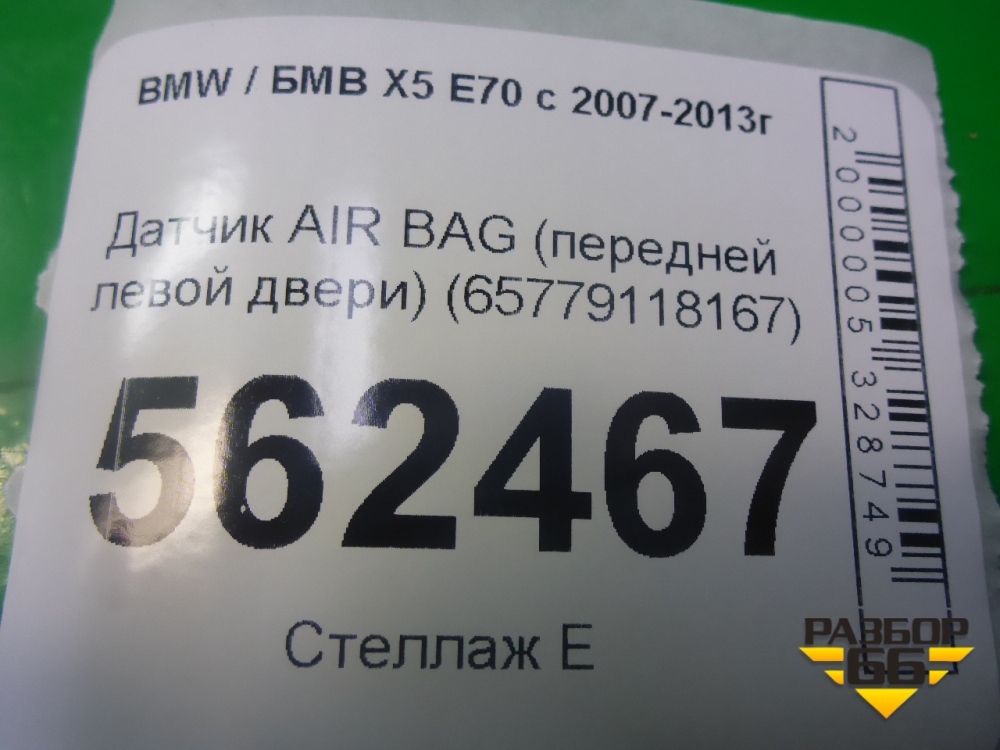 BMW / БМВ X5 E70 с 2007-2013г
Датчик AIR BAG (передней
левой двери) (65779118167)
562467
Стеллаж E
2000005328749
РАЗБОР
66